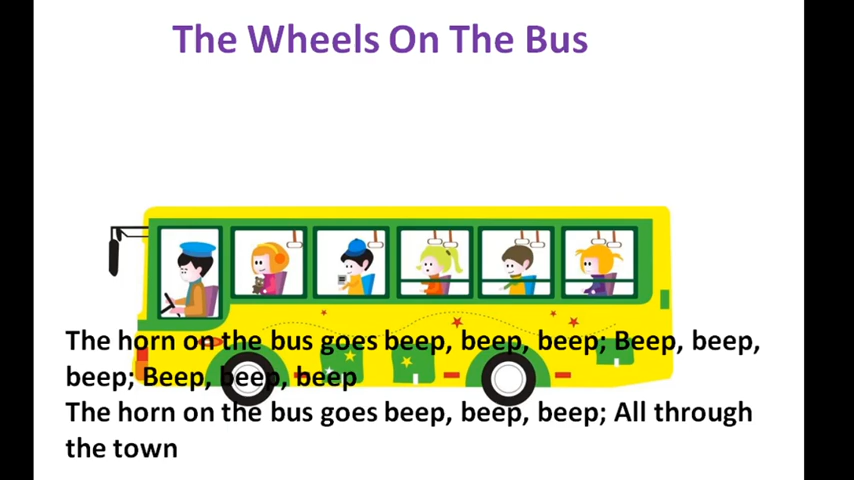 The Wheels On The Bus
The horn on the bus goes beep, beep, beep; Beep, beep,
beep; Beep, beep, beep
The horn on the bus goes beep, beep, beep; All through
the town